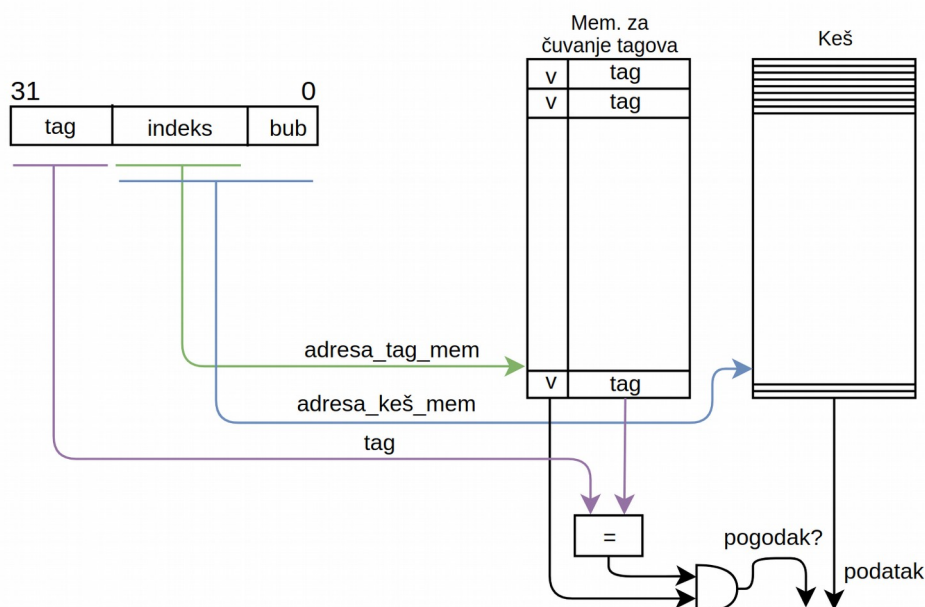 Mem. za
čuvanje tagova
Keš
31
0
tag
indeks
bub
v
tag
v
tag
adresa_tag_mem
v
tag
adresa_keš_mem
tag
=
pogodak?
podatak